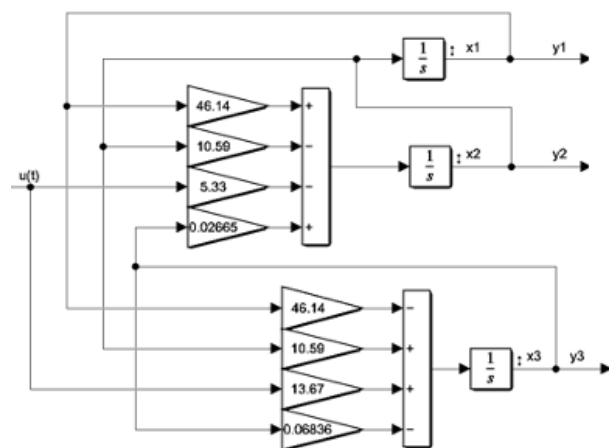 1
s
x1
y1
46.14
+
10.59
−
1
s
x2
y2
u(t)
5.33
−
0.02665
+
46.14
−
10.59
+
1
s
x3
y3
13.67
+
0.06836
−